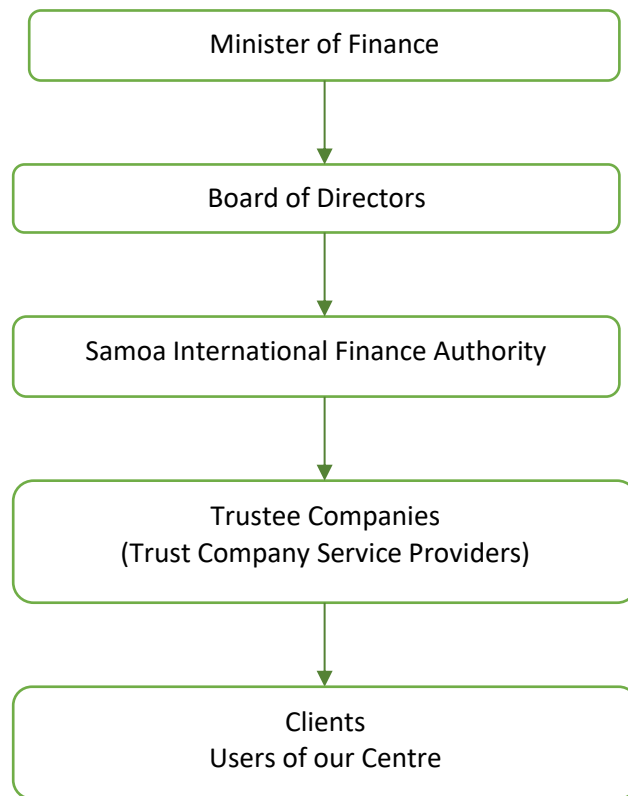 Minister of Finance
Board of Directors
Samoa International Finance Authority
Trustee Companies
(Trust Company Service Providers)
Clients
Users of our Centre